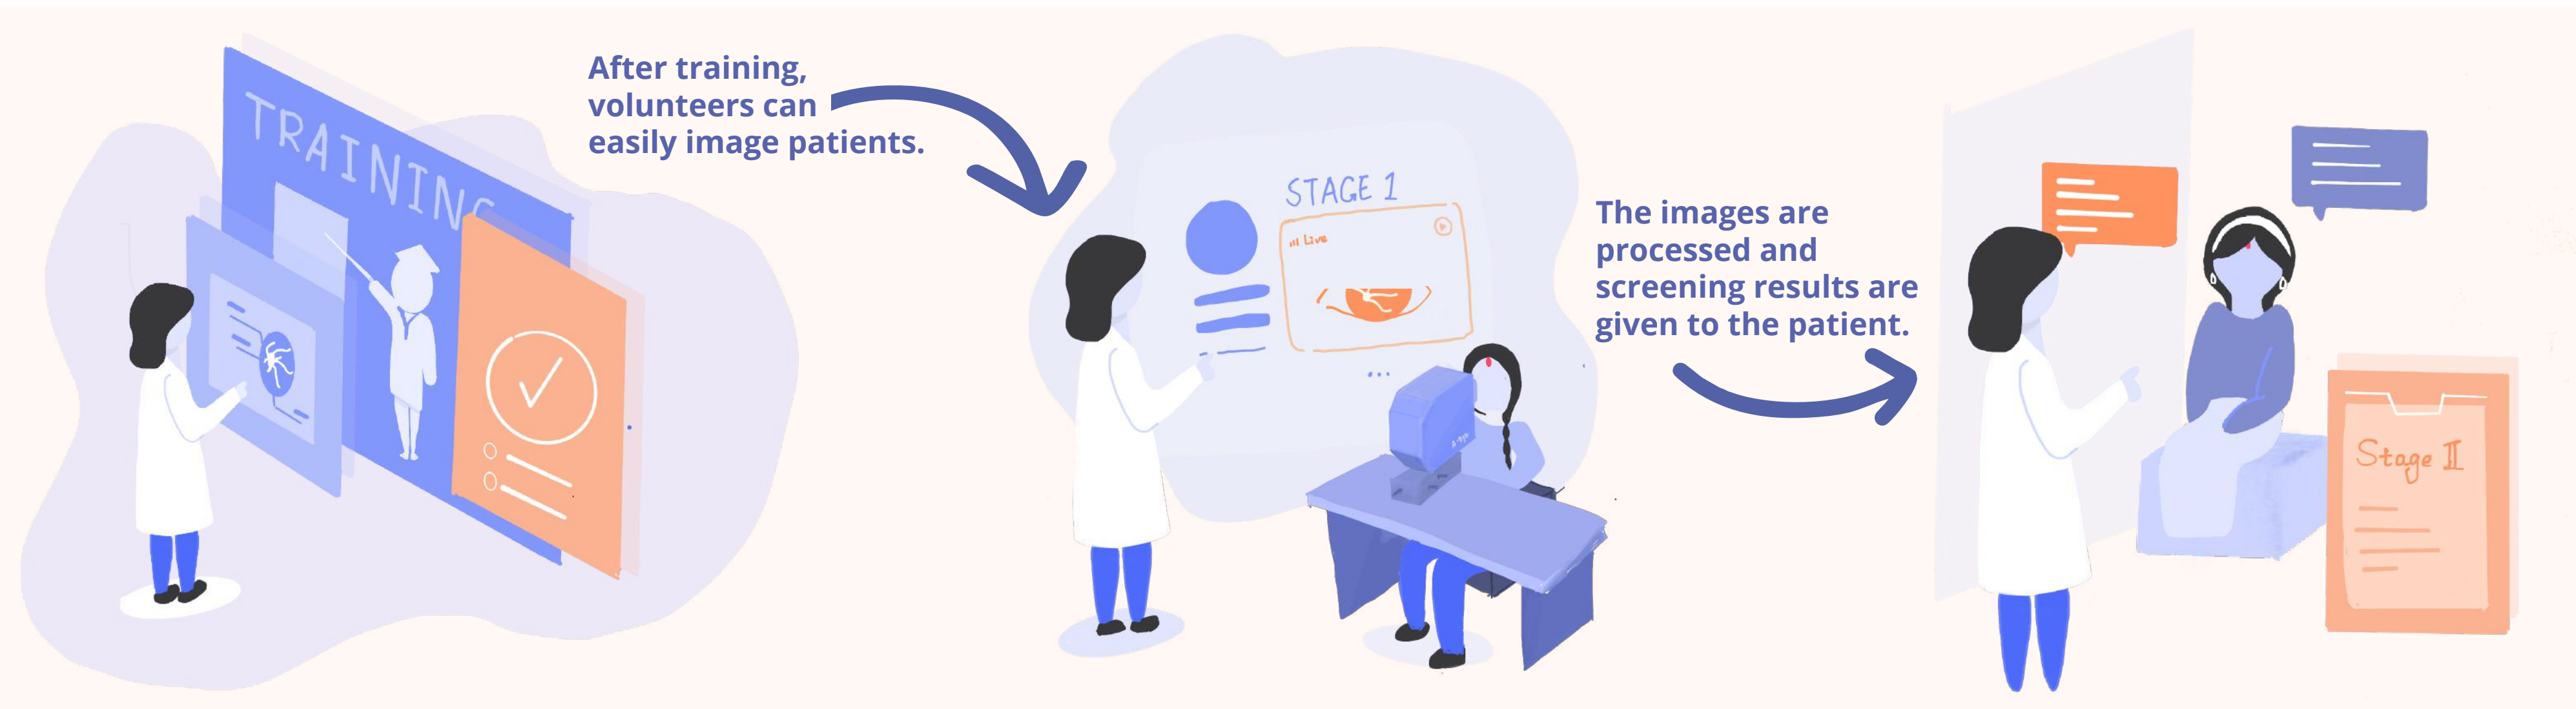 TRAINING
After training,
volunteers can
easily image patients.
STAGE 1
Live
The images are
processed and
screening results are
given to the patient.
Stage II